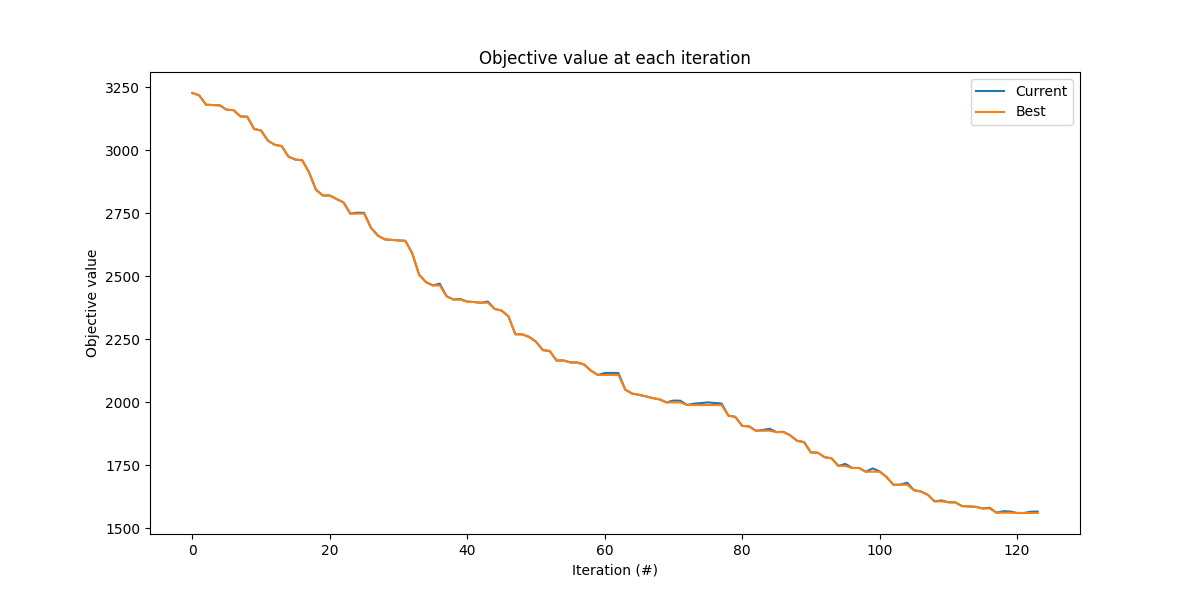 Objective value at each iteration
Current
Best
3250
3000
2750
2500
2250
2000
1750
1500
Objective value
0 20 40 60 80 100 120
Iteration (#)